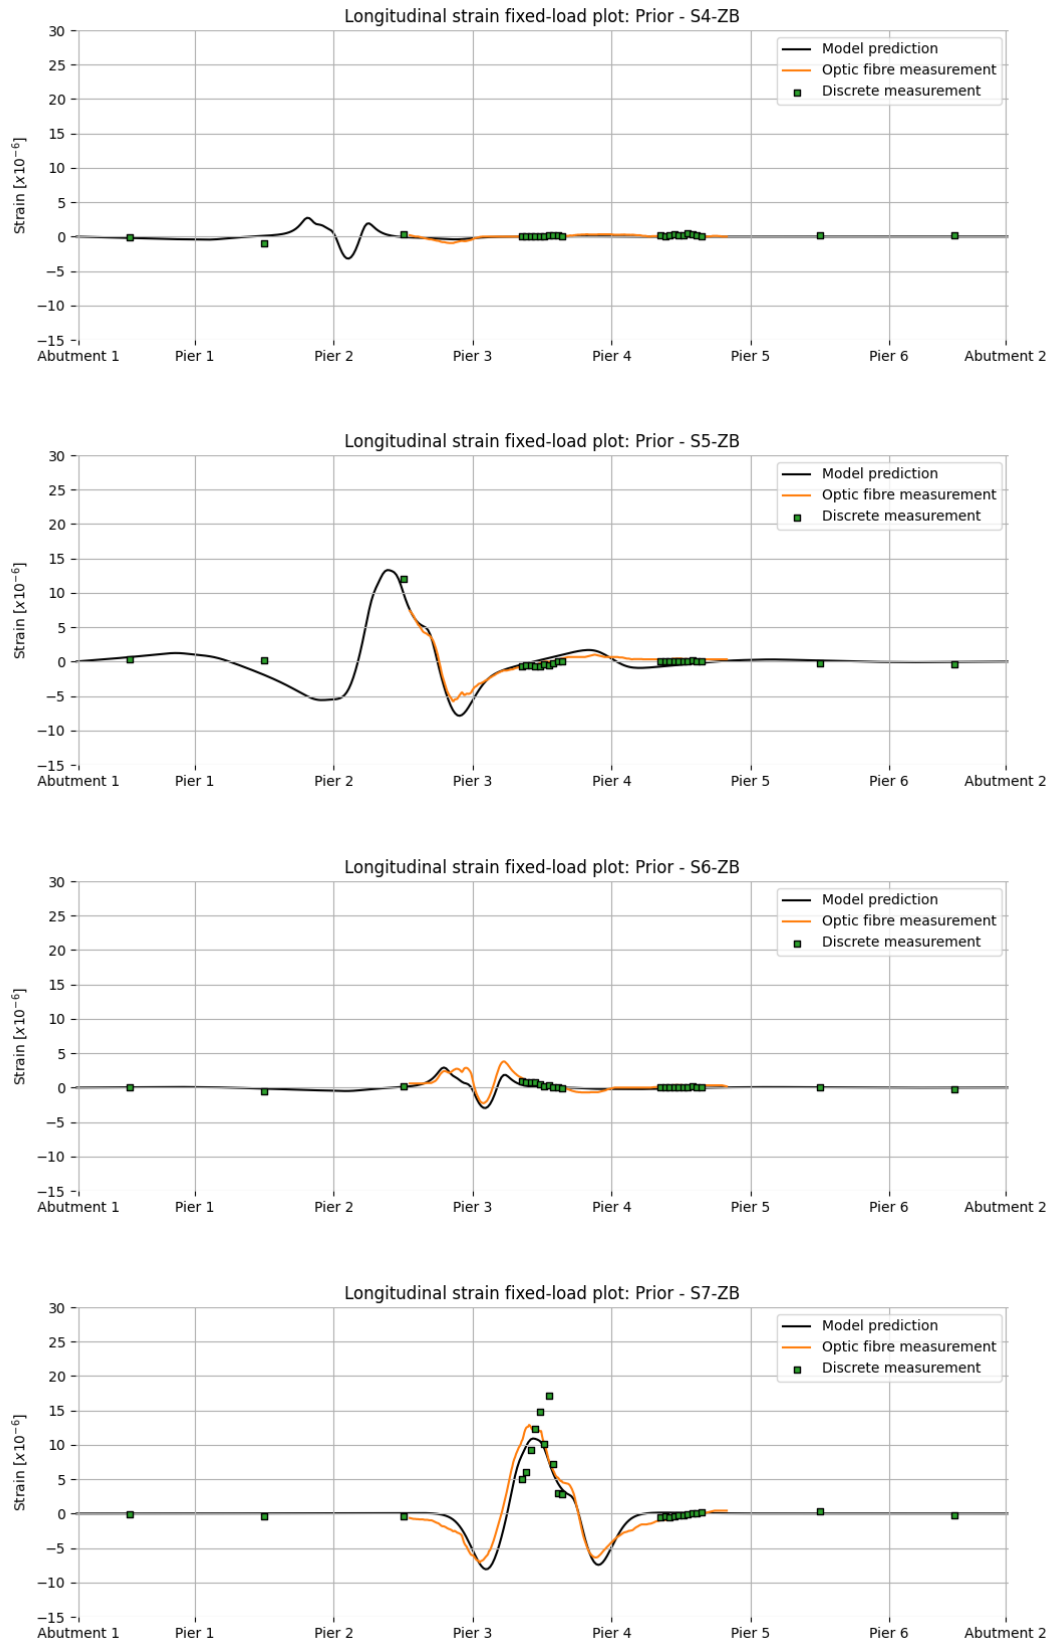 Longitudinal strain fixed-load plot: Prior - S4-ZB
30
25
20
15
10
5
0
−5
−10
−15
Strain [x10⁻⁶]
Model prediction
Optic fibre measurement
Discrete measurement
Abutment 1 Pier 1 Pier 2 Pier 3 Pier 4 Pier 5 Pier 6 Abutment 2
Longitudinal strain fixed-load plot: Prior - S5-ZB
30
25
20
15
10
5
0
−5
−10
−15
Strain [x10⁻⁶]
Model prediction
Optic fibre measurement
Discrete measurement
Abutment 1 Pier 1 Pier 2 Pier 3 Pier 4 Pier 5 Pier 6 Abutment 2
Longitudinal strain fixed-load plot: Prior - S6-ZB
30
25
20
15
10
5
0
−5
−10
−15
Strain [x10⁻⁶]
Model prediction
Optic fibre measurement
Discrete measurement
Abutment 1 Pier 1 Pier 2 Pier 3 Pier 4 Pier 5 Pier 6 Abutment 2
Longitudinal strain fixed-load plot: Prior - S7-ZB
30
25
20
15
10
5
0
−5
−10
−15
Strain [x10⁻⁶]
Model prediction
Optic fibre measurement
Discrete measurement
Abutment 1 Pier 1 Pier 2 Pier 3 Pier 4 Pier 5 Pier 6 Abutment 2